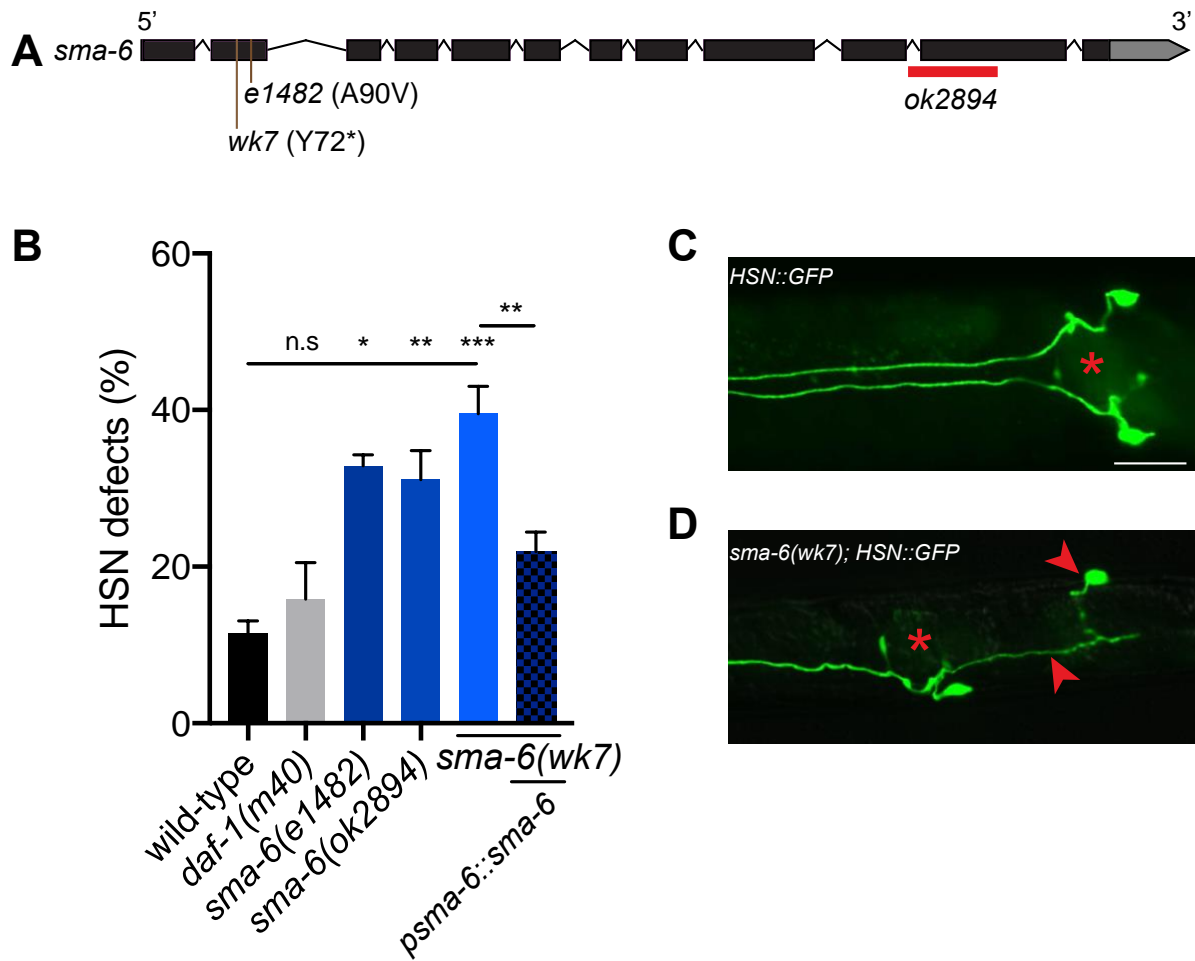 5’
3’
A
sma-6
e1482 (A90V)
ok2894
wk7 (Y72*)
B
60
40
20
0
HSN defects (%)
n.s
*
**
***
**
wild-type
daf-1(m40)
sma-6(e1482)
sma-6(ok2894)
sma-6(wk7)
psma-6::sma-6
C
HSN::GFP
*
D
sma-6(wk7); HSN::GFP
*